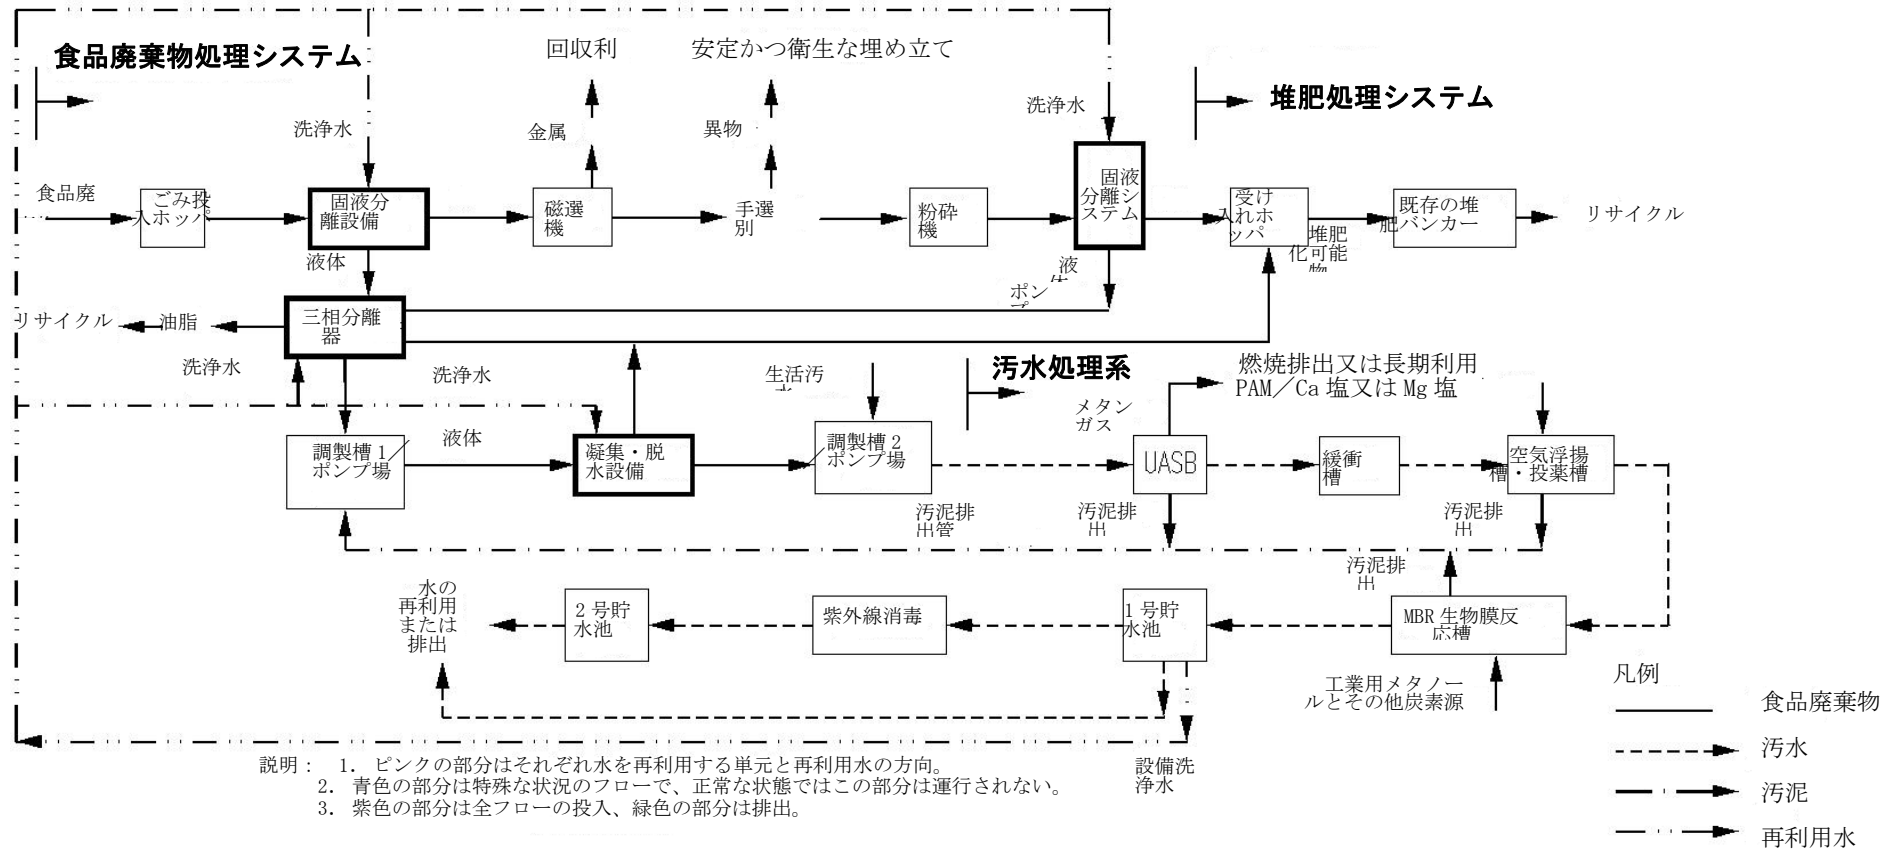 食品廃棄物処理システム
回収利
安定かつ衛生な埋め立て
堆肥処理システム
洗浄水
金属
異物
洗浄水
食品廃
ごみ投
入ホッパ
固液分
離設備
磁選
機
手選
別
粉砕
機
固液
分離シ
ステム
受け
入れホ
ッパ
既存の堆
肥バンカー
リサイクル
堆肥
化可能
物
液体
液
体
ポン
プ
リサイクル
油脂
三相分離
器
洗浄水
洗浄水
生活汚
水
汚水処理系
燃焼排出又は長期利用
PAM/Ca 塩又は Mg 塩
メタン
ガス
調製槽 1/
ポンプ場
液体
凝集・脱
水設備
調製槽 2
/ポンプ場
UASB
緩衝
槽
空気浮揚
槽・投薬槽
汚泥排
出管
汚泥排
出
汚泥排
出
汚泥排
出
水の
再利用
または
排出
2 号貯
水池
紫外線消毒
1 号貯
水池
MBR 生物膜反
応槽
工業用メタノー
ルとその他炭素源
設備洗
浄水
説明: 1. ピンクの部分はそれぞれ水を再利用する単元と再利用水の方向。
2. 青色の部分は特殊な状況のフローで、正常な状態ではこの部分は運行されない。
3. 紫色の部分は全フローの投入、緑色の部分は排出。
凡例
食品廃棄物
汚水
汚泥
再利用水